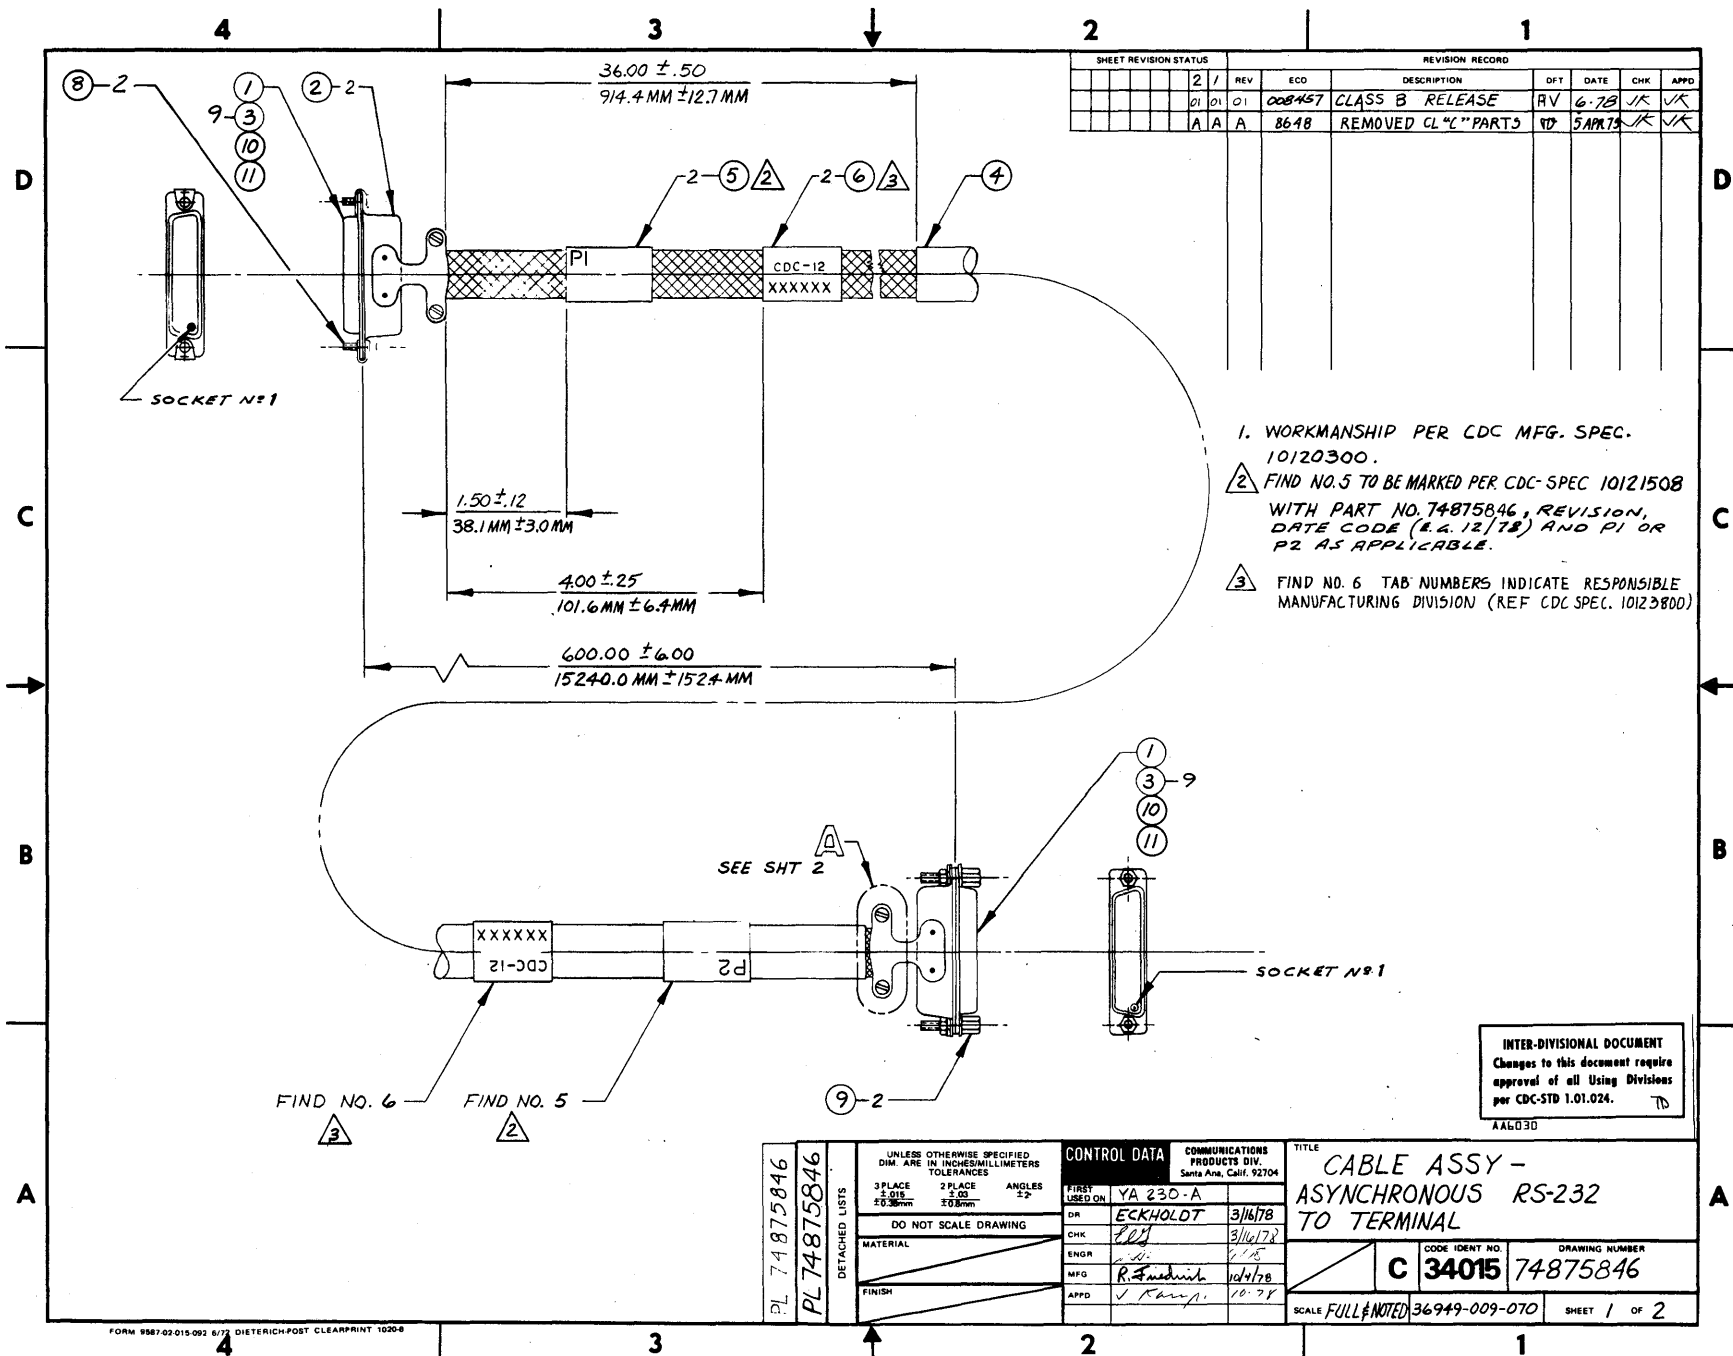 4 3 2 1
D
C
B
A
8-2
1
9-3
10
11
2-2
36.00 ±.50
914.4 MM ±12.7 MM
2-5 2
2-6 3
4
P1
CDC-12
XXXXXX
SOCKET Nº 1
1.50 ±.12
38.1 MM ±3.0 MM
4.00 ±.25
101.6 MM ±6.4 MM
600.00 ±6.00
15240.0 MM ±152.4 MM
SHEET REVISION STATUS
REVISION RECORD
2 1 REV ECO DESCRIPTION DFT DATE CHK APPD
01 01 01 008457 CLASS B RELEASE RV 6-78 JK JK
A A A 8648 REMOVED CL "C" PARTS TD 5APR79 JK JK
D
C
B
A
1. WORKMANSHIP PER CDC MFG. SPEC.
10120300.
2 FIND NO. 5 TO BE MARKED PER CDC-SPEC 10121508
WITH PART NO. 74875846, REVISION,
DATE CODE (E.G. 12/78) AND P1 OR
P2 AS APPLICABLE.
3 FIND NO. 6 TAB NUMBERS INDICATE RESPONSIBLE
MANUFACTURING DIVISION (REF CDC SPEC. 10123800)
1
3-9
10
11
A
SEE SHT 2
XXXXXX
CDC-12
P2
SOCKET Nº 1
FIND NO. 6
3
FIND NO. 5
2
9-2
INTER-DIVISIONAL DOCUMENT
Changes to this document require
approval of all Using Divisions
per CDC-STD 1.01.024. TD
AA6030
PL 74875846
PL 74875846
DETACHED LISTS
UNLESS OTHERWISE SPECIFIED
DIM. ARE IN INCHES/MILLIMETERS
TOLERANCES
3 PLACE 2 PLACE ANGLES
±.015 ±.03 ±2°
±0.38mm ±0.8mm
DO NOT SCALE DRAWING
MATERIAL
FINISH
CONTROL DATA
COMMUNICATIONS
PRODUCTS DIV.
Santa Ana, Calif. 92704
FIRST
USED ON YA 230-A
DR ECKHOLDT 3/16/78
CHK 3/16/78
ENGR
MFG R. Friedrich 10/4/78
APPD 10-78
TITLE
CABLE ASSY -
ASYNCHRONOUS RS-232
TO TERMINAL
C
CODE IDENT NO.
34015
DRAWING NUMBER
74875846
SCALE FULL & NOTED 36949-009-070 SHEET 1 OF 2
FORM 9587-02-015-092 6/72 DIETERICH-POST CLEARPRINT 1020-8
4 3 2 1